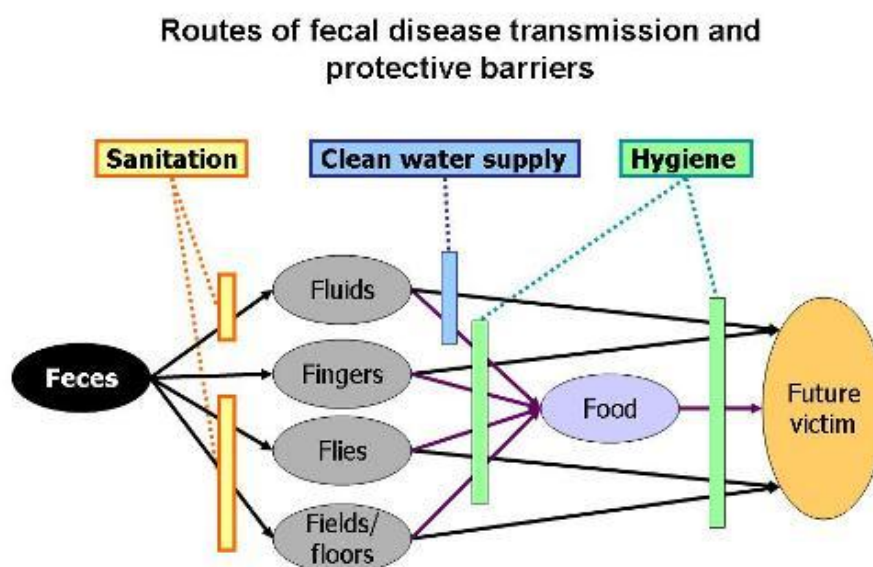 Routes of fecal disease transmission and
protective barriers
Sanitation
Clean water supply
Hygiene
Fluids
Feces
Fingers
Food
Future
victim
Flies
Fields/
floors